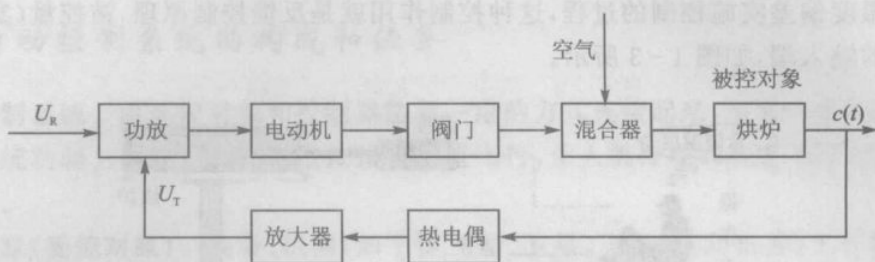 空气
被控对象
U_R 功放 电动机 阀门 混合器 烘炉 c(t)
U_T
放大器 热电偶